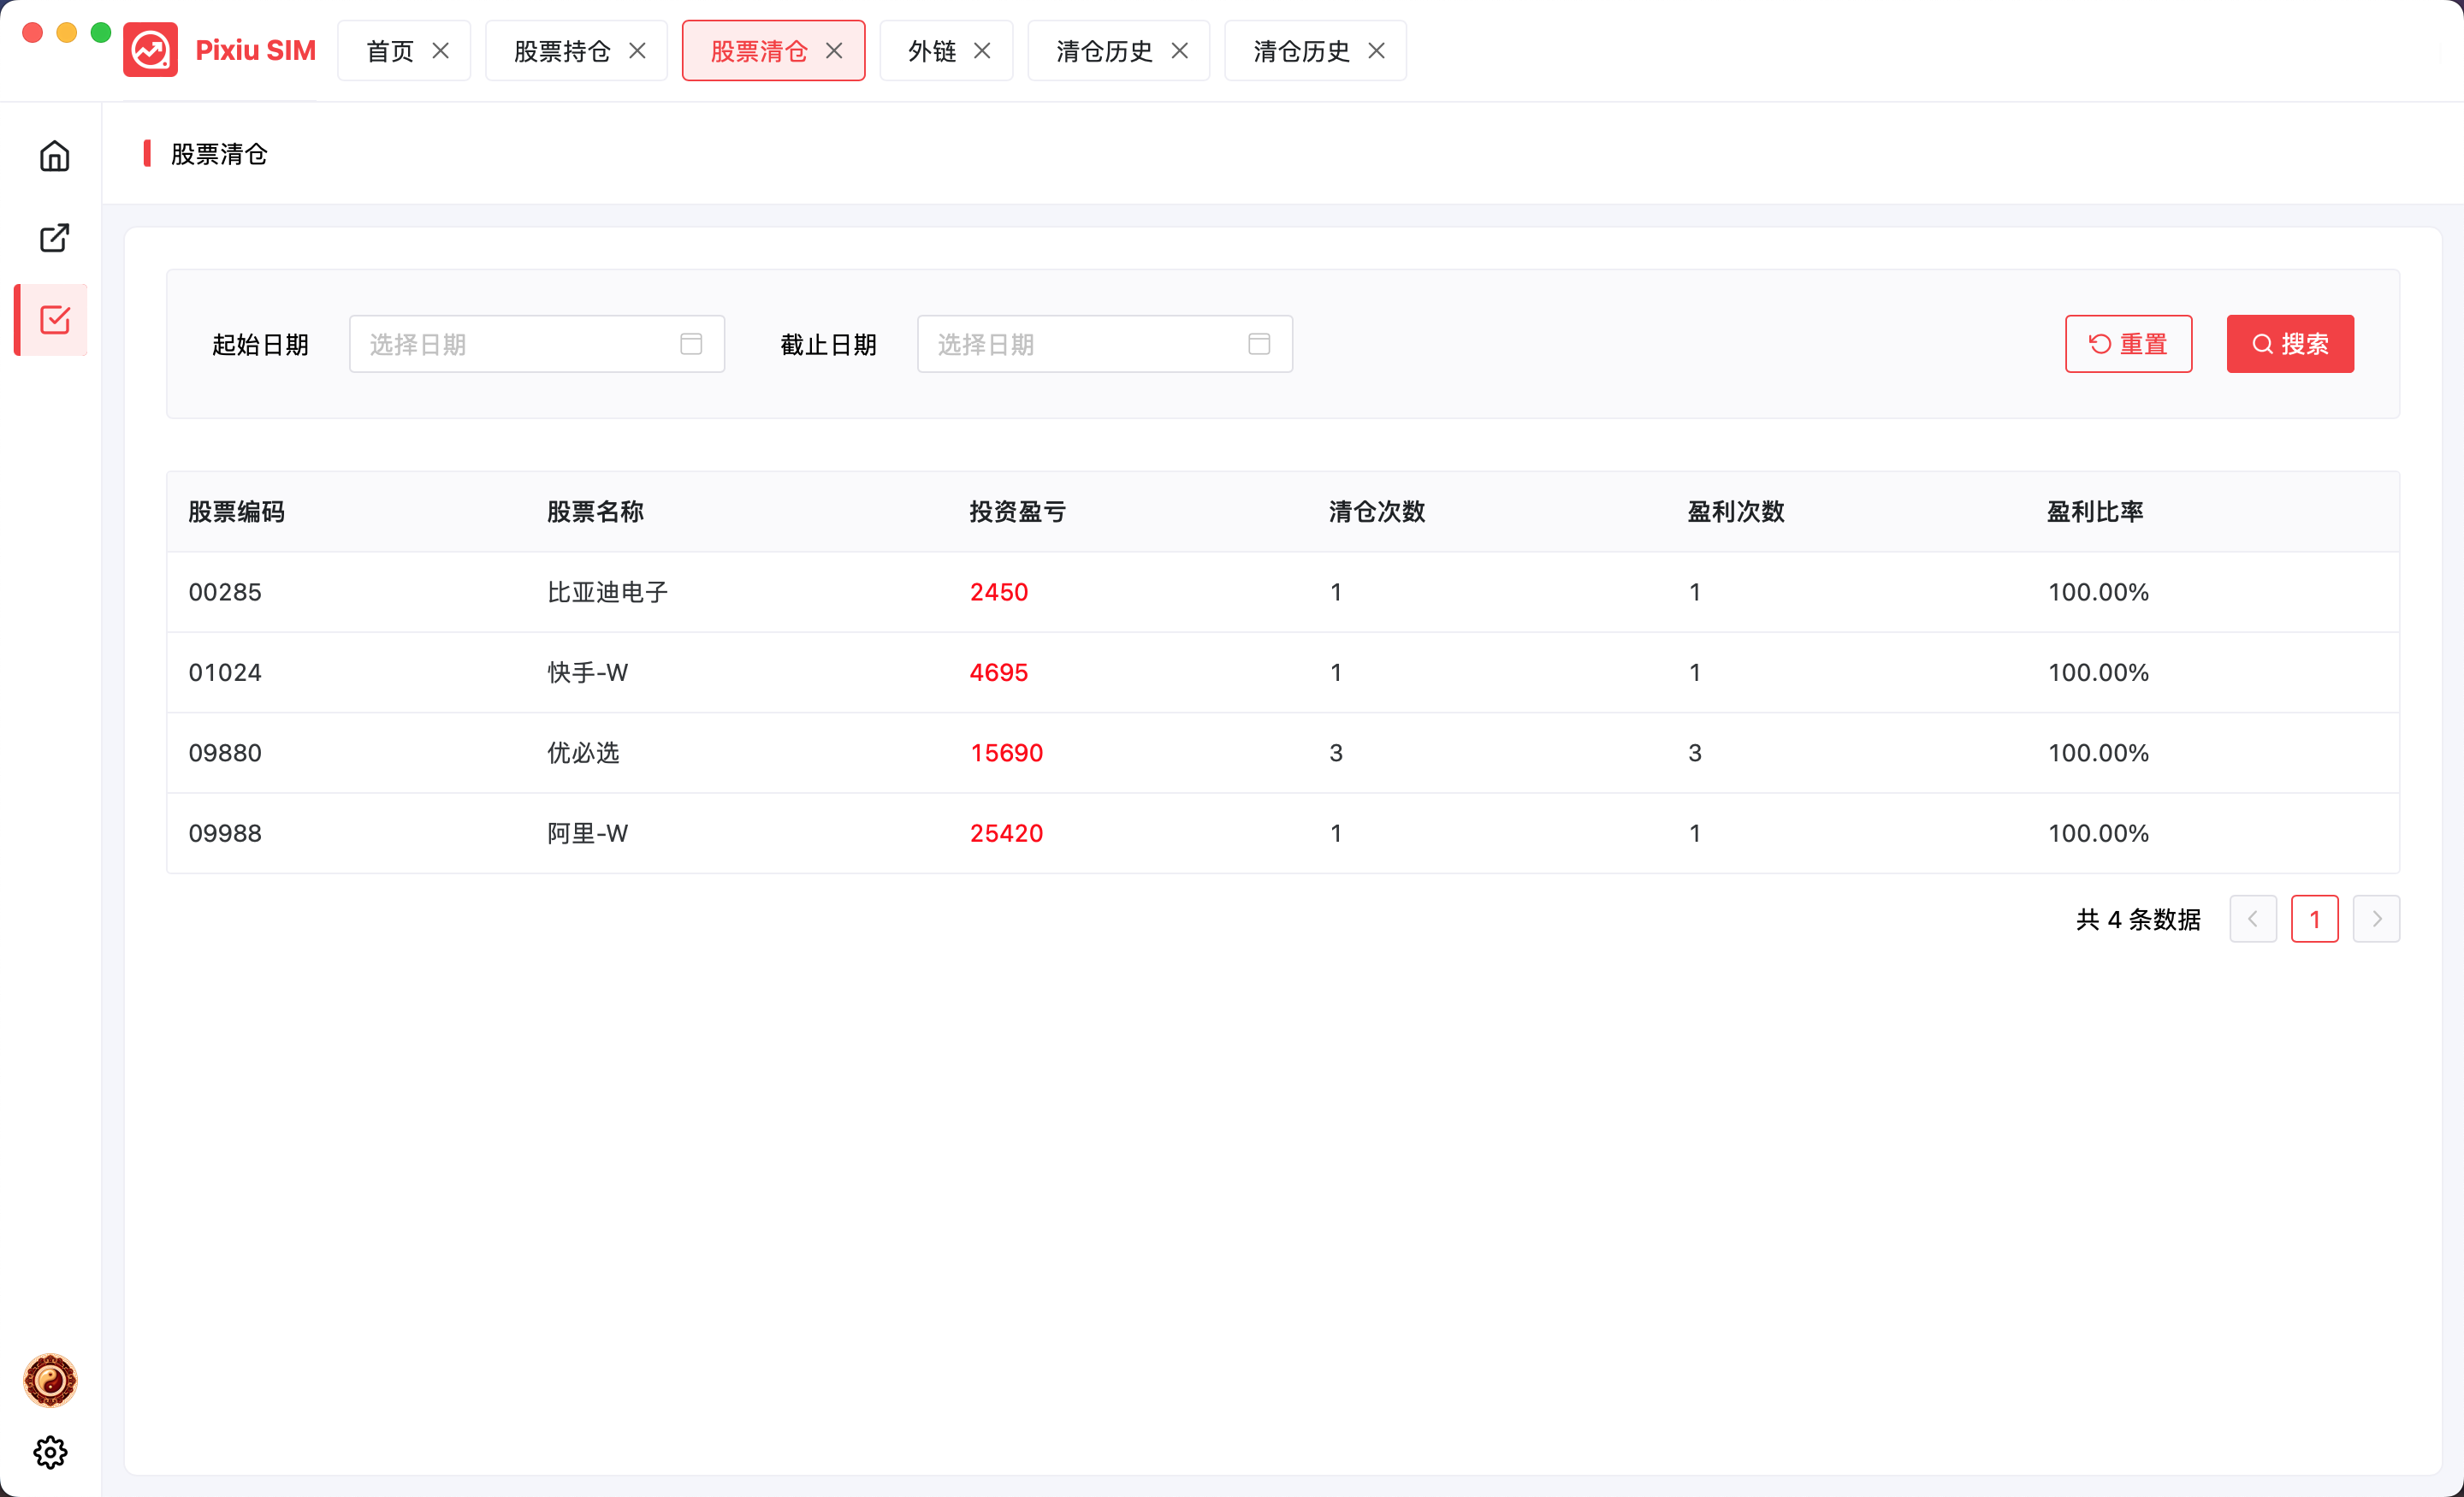 Pixiu SIM 首页 股票持仓 股票清仓 外链 清仓历史 清仓历史
股票清仓
起始日期 选择日期 截止日期 选择日期 重置 搜索
股票编码 股票名称 投资盈亏 清仓次数 盈利次数 盈利比率
00285 比亚迪电子 2450 1 1 100.00%
01024 快手-W 4695 1 1 100.00%
09880 优必选 15690 3 3 100.00%
09988 阿里-W 25420 1 1 100.00%
共 4 条数据 1